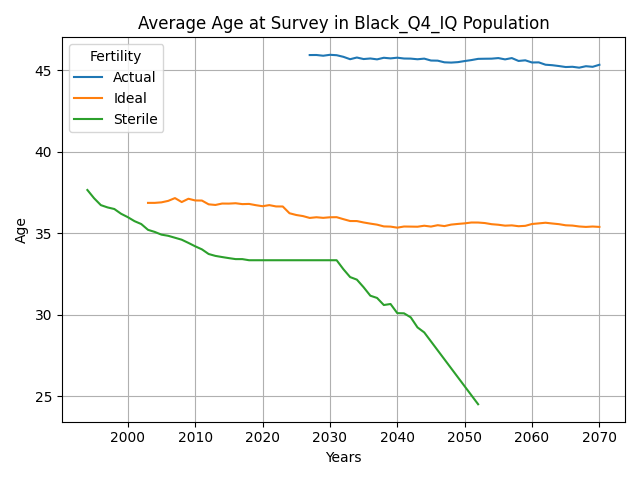 Average Age at Survey in Black_Q4_IQ Population
Fertility
Actual
Ideal
Sterile
Age
45
40
35
30
25
2000 2010 2020 2030 2040 2050 2060 2070
Years